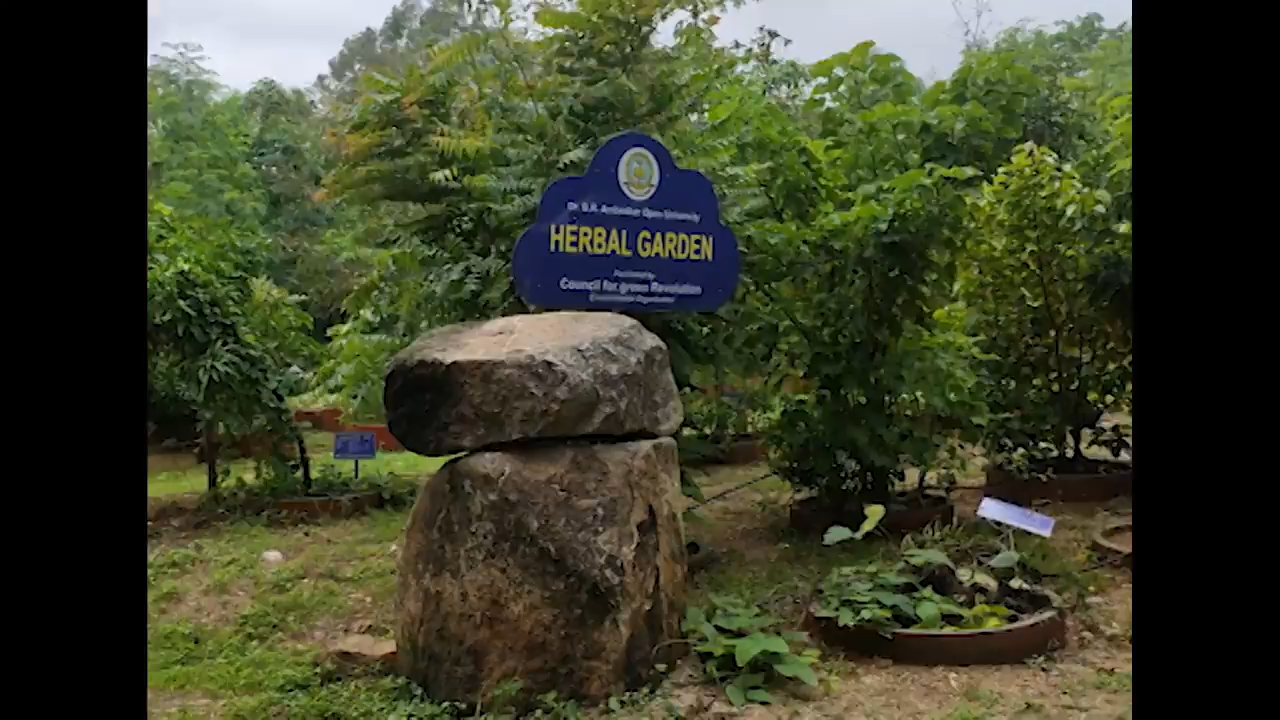 Dr. B.R. Ambedkar Open University
HERBAL GARDEN
Council for green Revolution